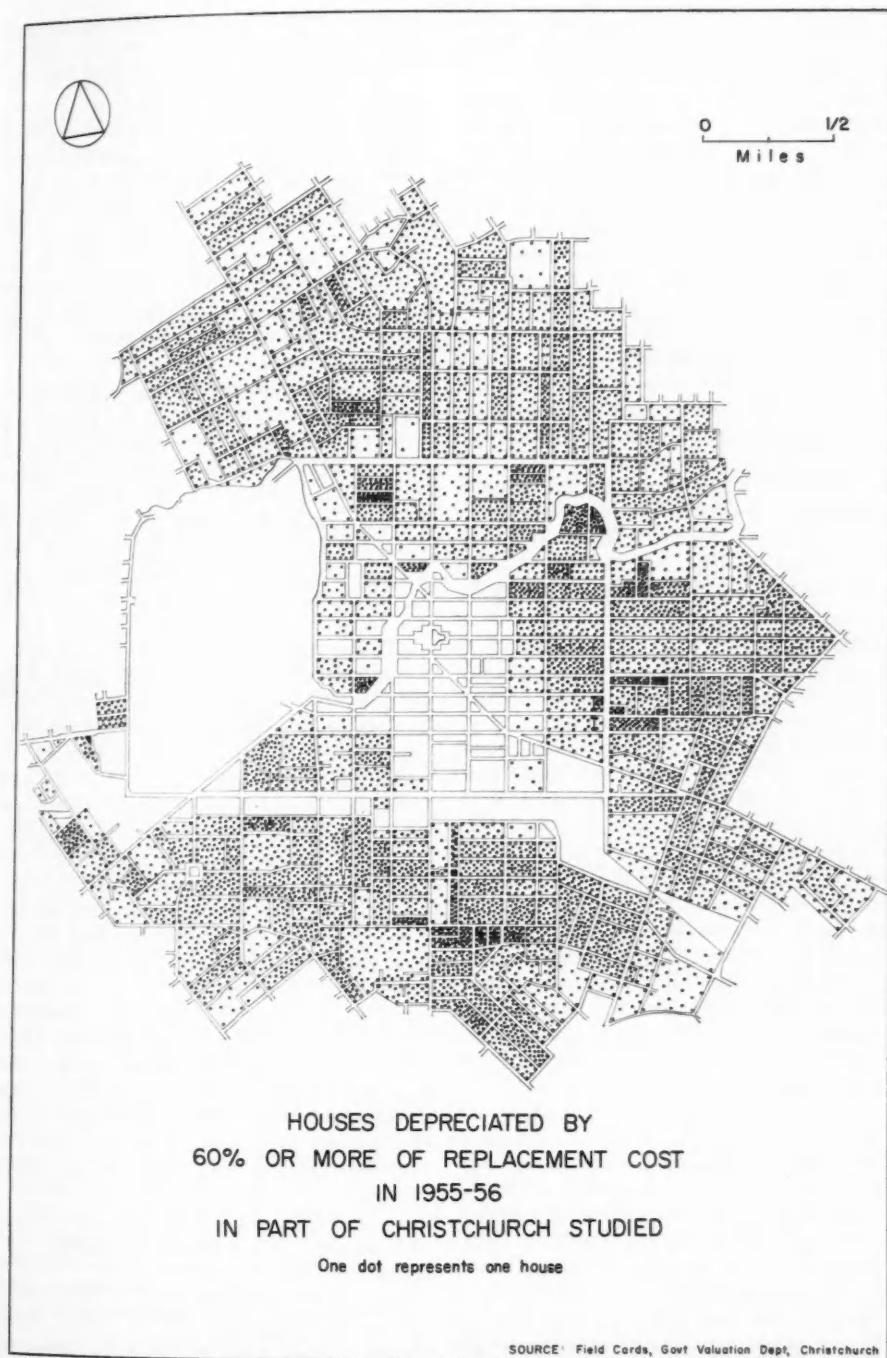 0 1/2
Miles
HOUSES DEPRECIATED BY
60% OR MORE OF REPLACEMENT COST
IN 1955-56
IN PART OF CHRISTCHURCH STUDIED
One dot represents one house
SOURCE: Field Cards, Govt Valuation Dept, Christchurch